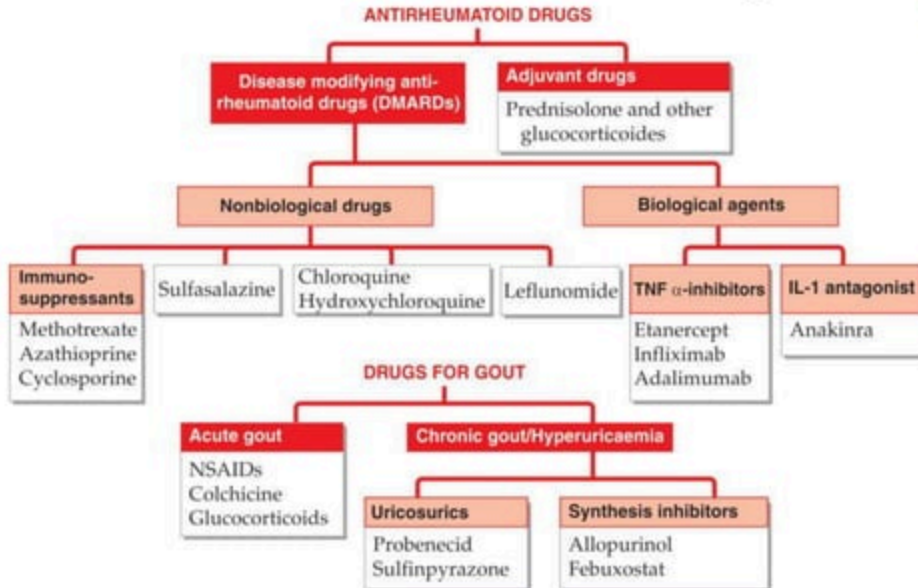 ANTIRHEUMATOID DRUGS
Disease modifying anti-
rheumatoid drugs (DMARDs)
Adjuvant drugs
Prednisolone and other
glucocorticoides
Nonbiological drugs
Biological agents
Immuno-
suppressants
Methotrexate
Azathioprine
Cyclosporine
Sulfasalazine
Chloroquine
Hydroxychloroquine
Leflunomide
TNF α-inhibitors
Etanercept
Infliximab
Adalimumab
IL-1 antagonist
Anakinra
DRUGS FOR GOUT
Acute gout
NSAIDs
Colchicine
Glucocorticoids
Chronic gout/Hyperuricaemia
Uricosurics
Probenecid
Sulfinpyrazone
Synthesis inhibitors
Allopurinol
Febuxostat